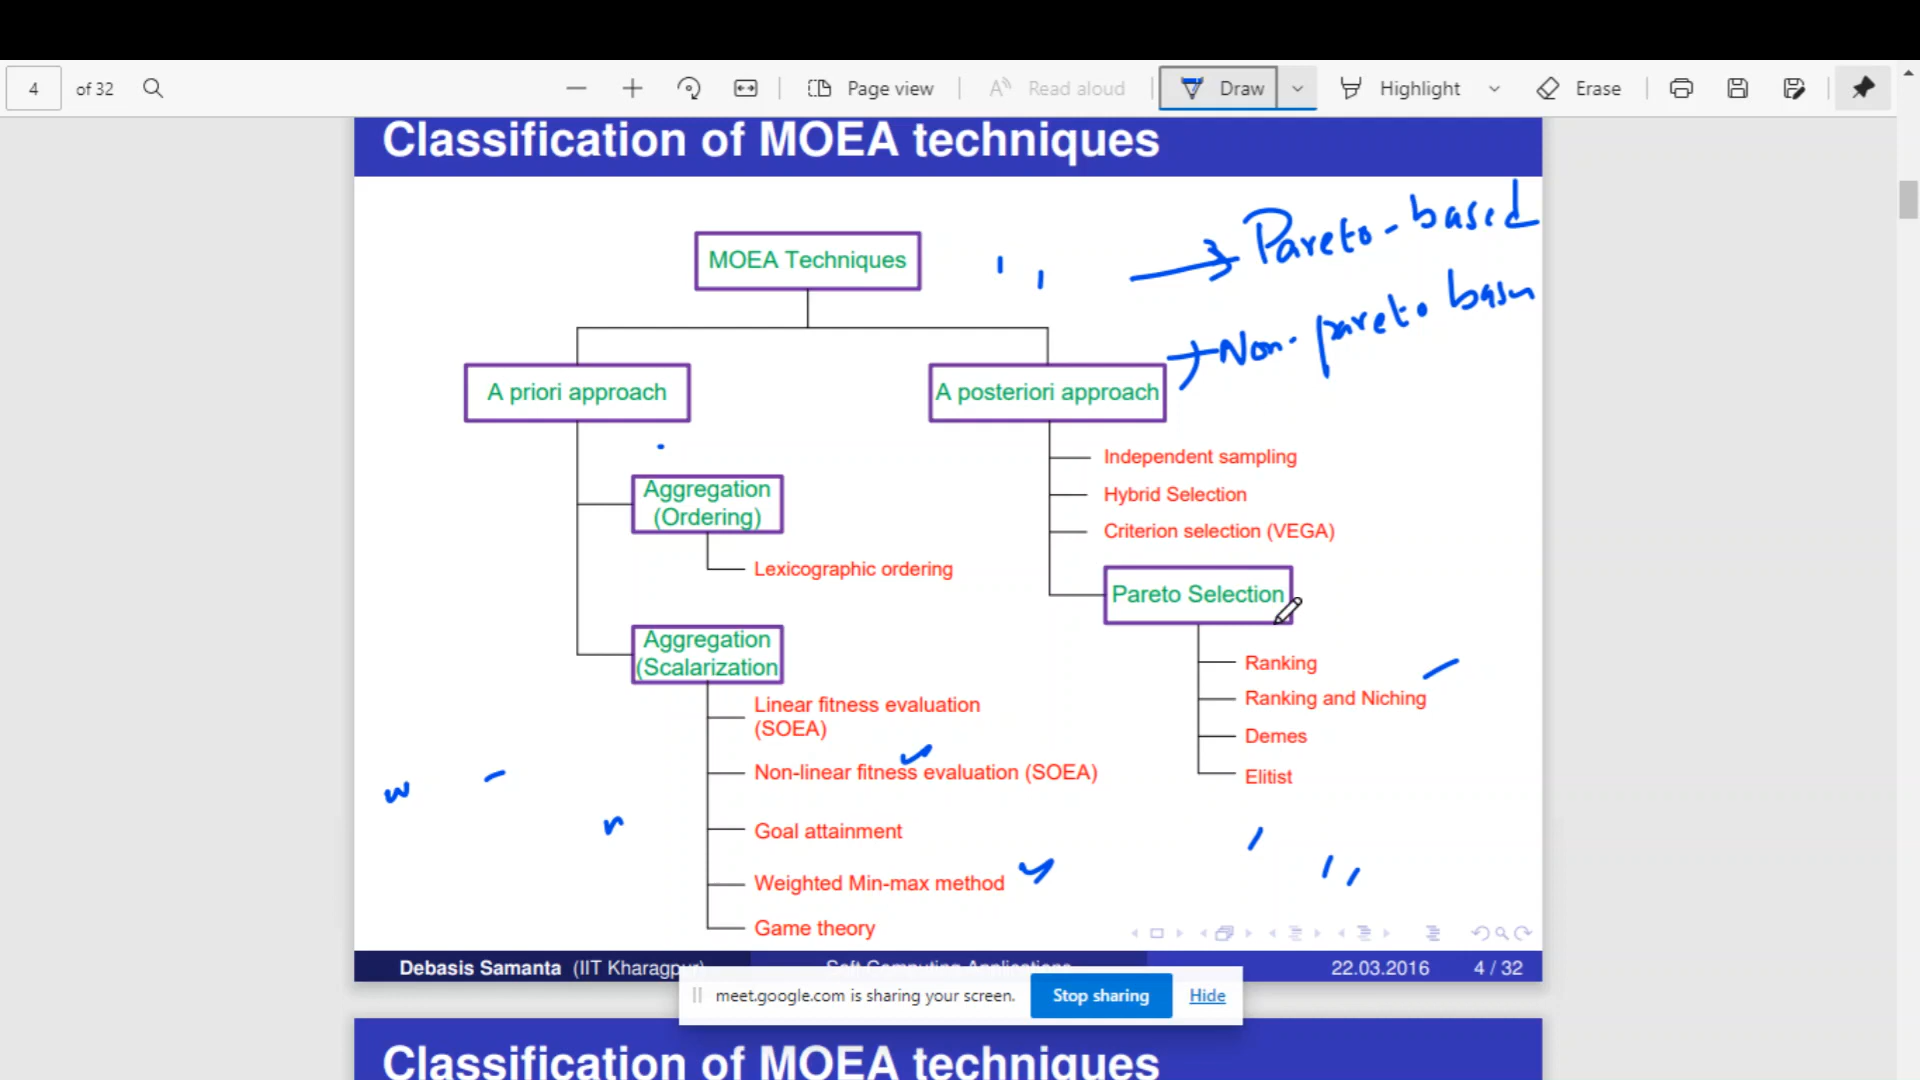 4 of 32 Page view Read aloud Draw Highlight Erase
Classification of MOEA techniques
Pareto-based
MOEA Techniques
Non-pareto
A priori approach
A posteriori approach
Independent sampling
Aggregation
(Ordering)
Hybrid Selection
Criterion selection (VEGA)
Lexicographic ordering
Pareto Selection
Aggregation
(Scalarization
Ranking
Ranking and Niching
Linear fitness evaluation
(SOEA)
Demes
Non-linear fitness evaluation (SOEA)
Elitist
Goal attainment
Weighted Min-max method
Game theory
Debasis Samanta (IIT Kharagpur) Soft Computing Applications 22.03.2016 4 / 32
meet.google.com is sharing your screen. Stop sharing Hide
Classification of MOEA techniques